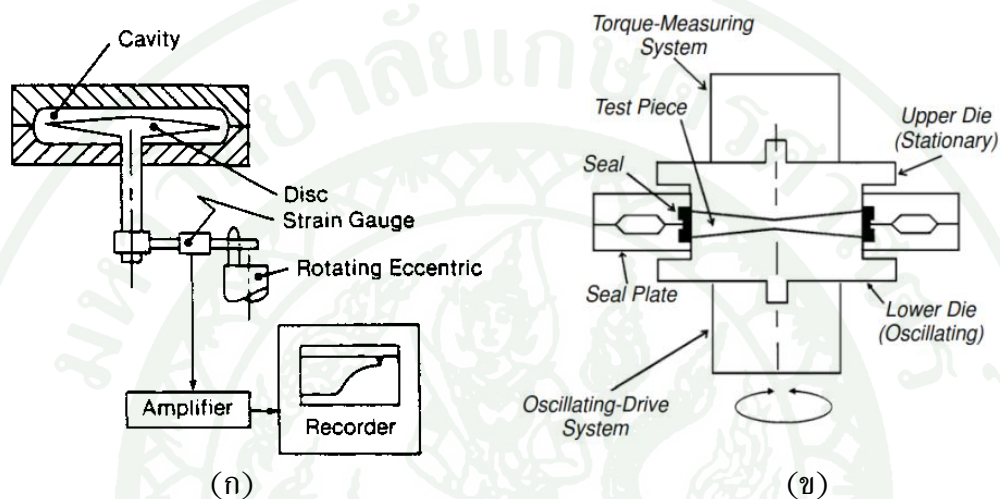 Cavity
Disc
Strain Gauge
Rotating Eccentric
Amplifier
Recorder
(ก)
Torque-Measuring
System
Test Piece
Seal
Upper Die
(Stationary)
Seal Plate
Lower Die
(Oscillating)
Oscillating-Drive
System
(ข)